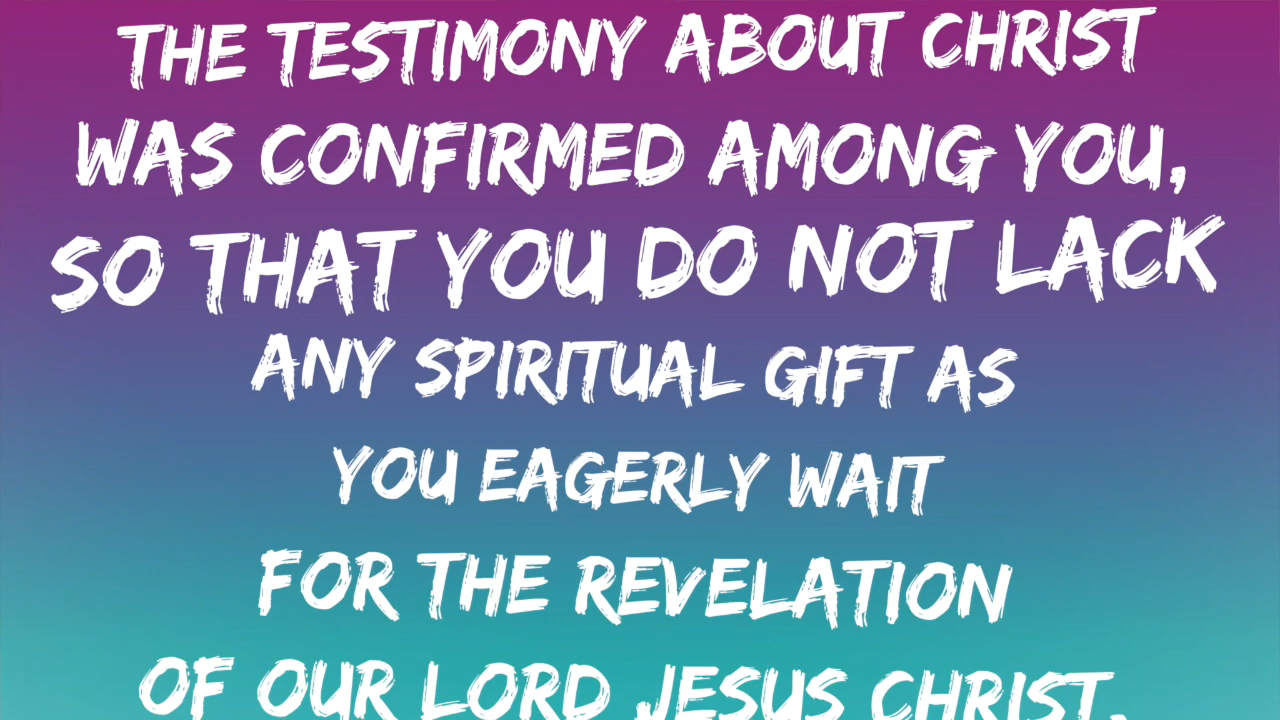 THE TESTIMONY ABOUT CHRIST
WAS CONFIRMED AMONG YOU,
SO THAT YOU DO NOT LACK
ANY SPIRITUAL GIFT AS
YOU EAGERLY WAIT
FOR THE REVELATION
OF OUR LORD JESUS CHRIST.